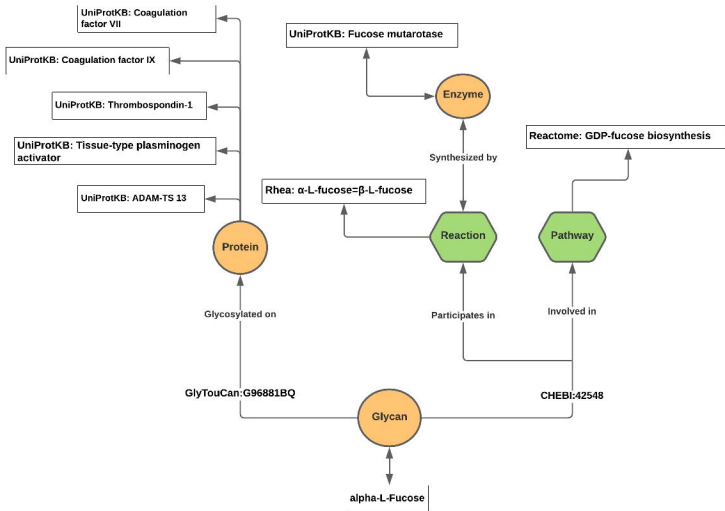 UniProtKB: Coagulation
factor VII
UniProtKB: Coagulation factor IX
UniProtKB: Thrombospondin-1
UniProtKB: Tissue-type plasminogen
activator
UniProtKB: ADAM-TS 13
Protein
Glycosylated on
GlyTouCan:G96881BQ
UniProtKB: Fucose mutarotase
Enzyme
Synthesized by
Rhea: α-L-fucose=β-L-fucose
Reaction
Participates in
Reactome: GDP-fucose biosynthesis
Pathway
Involved in
CHEBI:42548
Glycan
alpha-L-Fucose